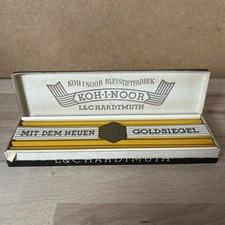 KOH-I-NOOR BLEISTIFTFABRIK
KOH-I-NOOR
L&C.HARDTMUTH
MIT DEM NEUEN GOLDSIEGEL
L&C.HARDTMUTH